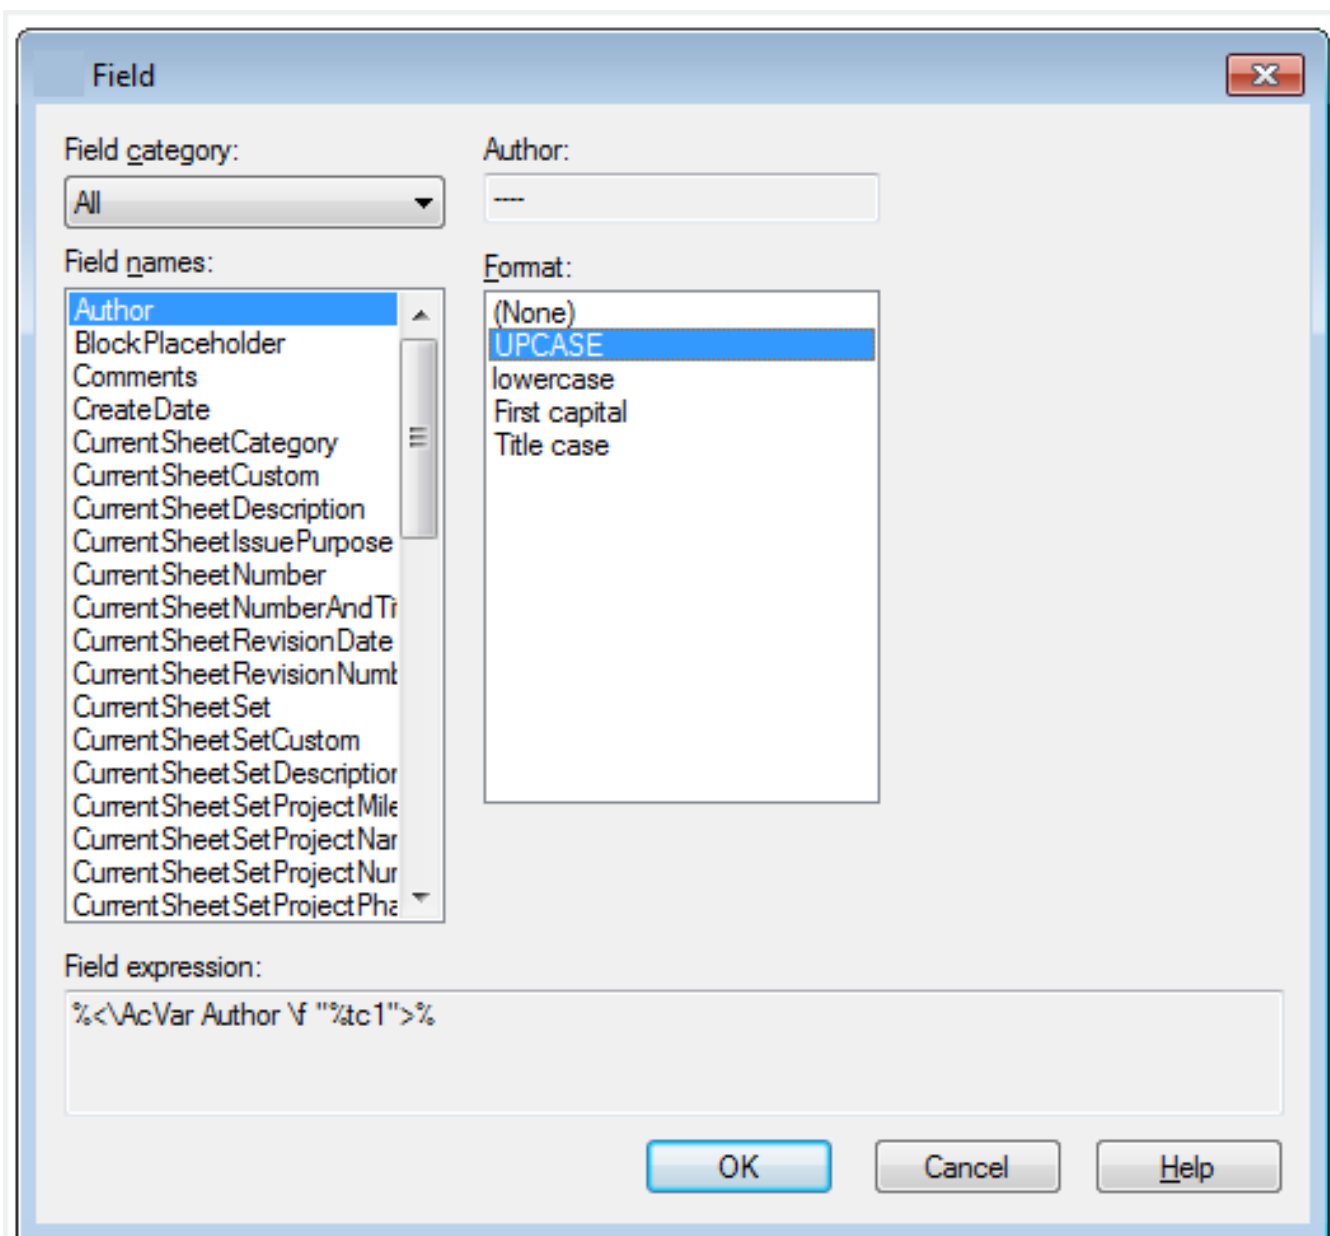 Field
Field category:
All
Field names:
Author
BlockPlaceholder
Comments
CreateDate
CurrentSheetCategory
CurrentSheetCustom
CurrentSheetDescription
CurrentSheetIssuePurpose
CurrentSheetNumber
CurrentSheetNumberAndTi
CurrentSheetRevisionDate
CurrentSheetRevisionNumb
CurrentSheetSet
CurrentSheetSetCustom
CurrentSheetSetDescription
CurrentSheetSetProjectMile
CurrentSheetSetProjectNar
CurrentSheetSetProjectNur
CurrentSheetSetProjectPha
Author:
----
Format:
(None)
UPCASE
lowercase
First capital
Title case
Field expression:
%<\AcVar Author \f "%tc1">%
OK
Cancel
Help